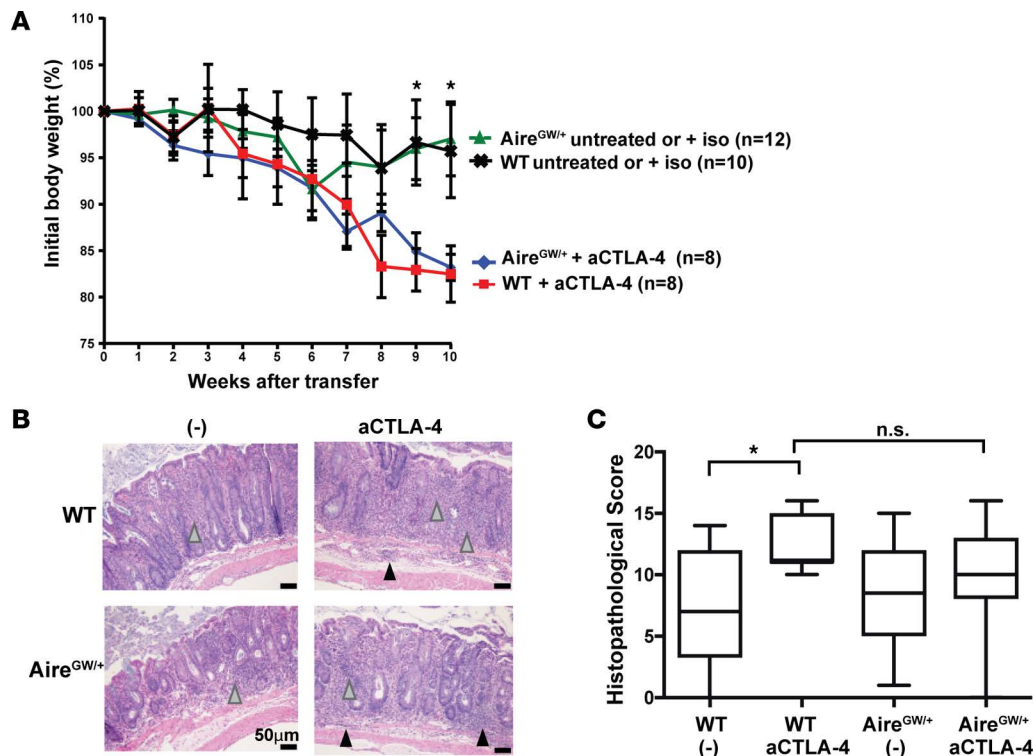 A
Initial body weight (%)
110
105
100
95
90
85
80
75
0 1 2 3 4 5 6 7 8 9 10
Weeks after transfer
* *
Aire^GW/+ untreated or + iso (n=12)
WT untreated or + iso (n=10)
Aire^GW/+ + aCTLA-4 (n=8)
WT + aCTLA-4 (n=8)
B
(-) aCTLA-4
WT
Aire^GW/+
50μm
C
Histopathological Score
20
15
10
5
0
*
n.s.
WT (-)
WT aCTLA-4
Aire^GW/+ (-)
Aire^GW/+ aCTLA-4